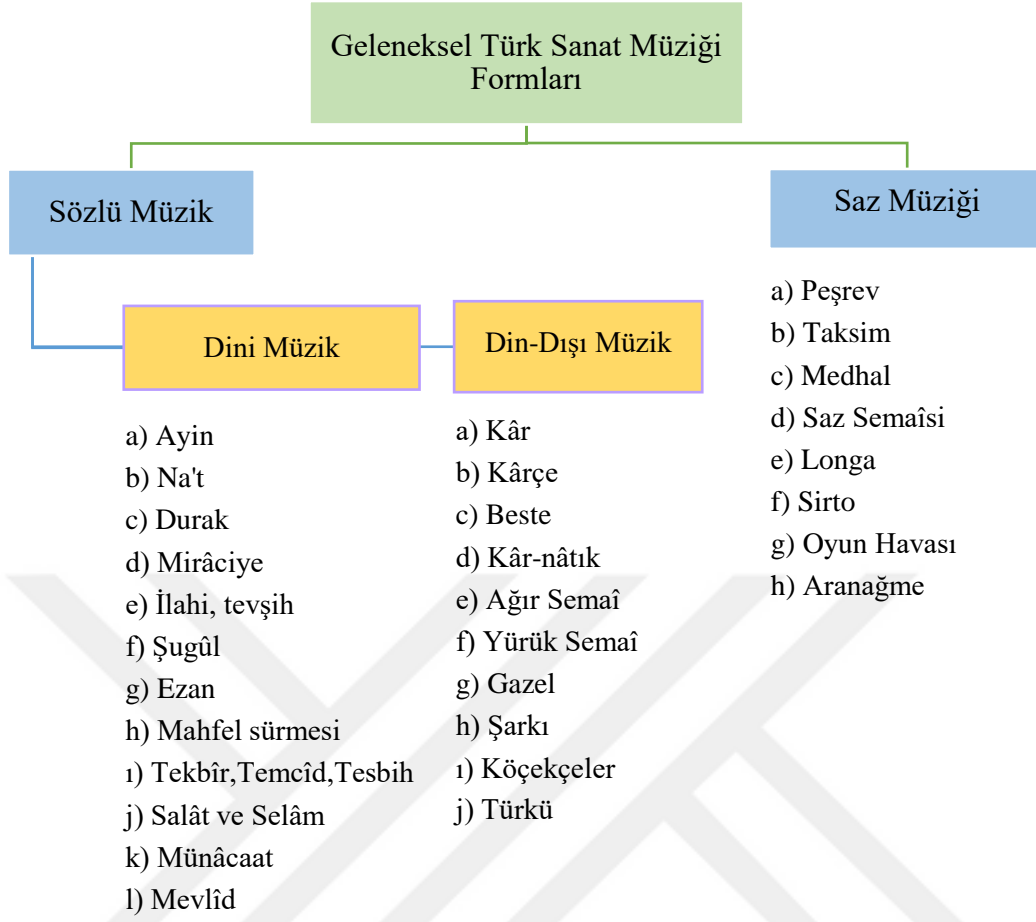 Geleneksel Türk Sanat Müziği
Formları
Sözlü Müzik
Dini Müzik
a) Ayin
b) Na't
c) Durak
d) Mirâciye
e) İlahi, tevşih
f) Şugûl
g) Ezan
h) Mahfel sürmesi
ı) Tekbîr,Temcîd,Tesbih
j) Salât ve Selâm
k) Münâcaat
l) Mevlîd
Din-Dışı Müzik
a) Kâr
b) Kârçe
c) Beste
d) Kâr-nâtık
e) Ağır Semaî
f) Yürük Semaî
g) Gazel
h) Şarkı
ı) Köçekçeler
j) Türkü
Saz Müziği
a) Peşrev
b) Taksim
c) Medhal
d) Saz Semaîsi
e) Longa
f) Sirto
g) Oyun Havası
h) Aranağme